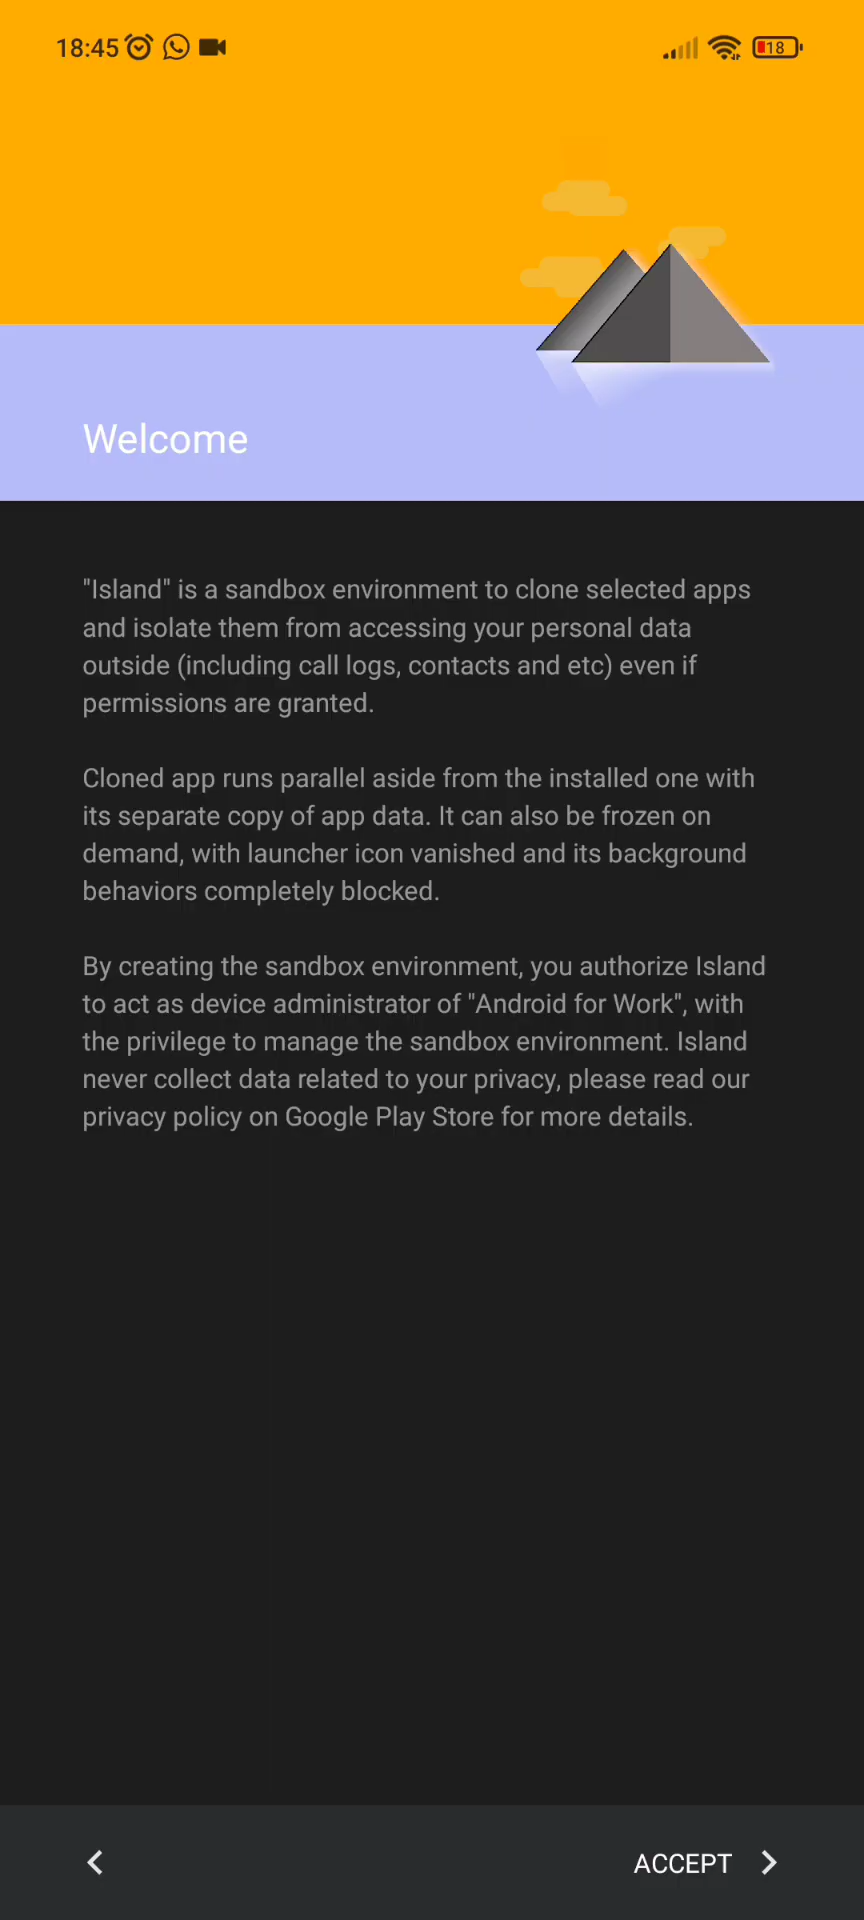 18:45
18
Welcome
"Island" is a sandbox environment to clone selected apps
and isolate them from accessing your personal data
outside (including call logs, contacts and etc) even if
permissions are granted.
Cloned app runs parallel aside from the installed one with
its separate copy of app data. It can also be frozen on
demand, with launcher icon vanished and its background
behaviors completely blocked.
By creating the sandbox environment, you authorize Island
to act as device administrator of "Android for Work", with
the privilege to manage the sandbox environment. Island
never collect data related to your privacy, please read our
privacy policy on Google Play Store for more details.
ACCEPT